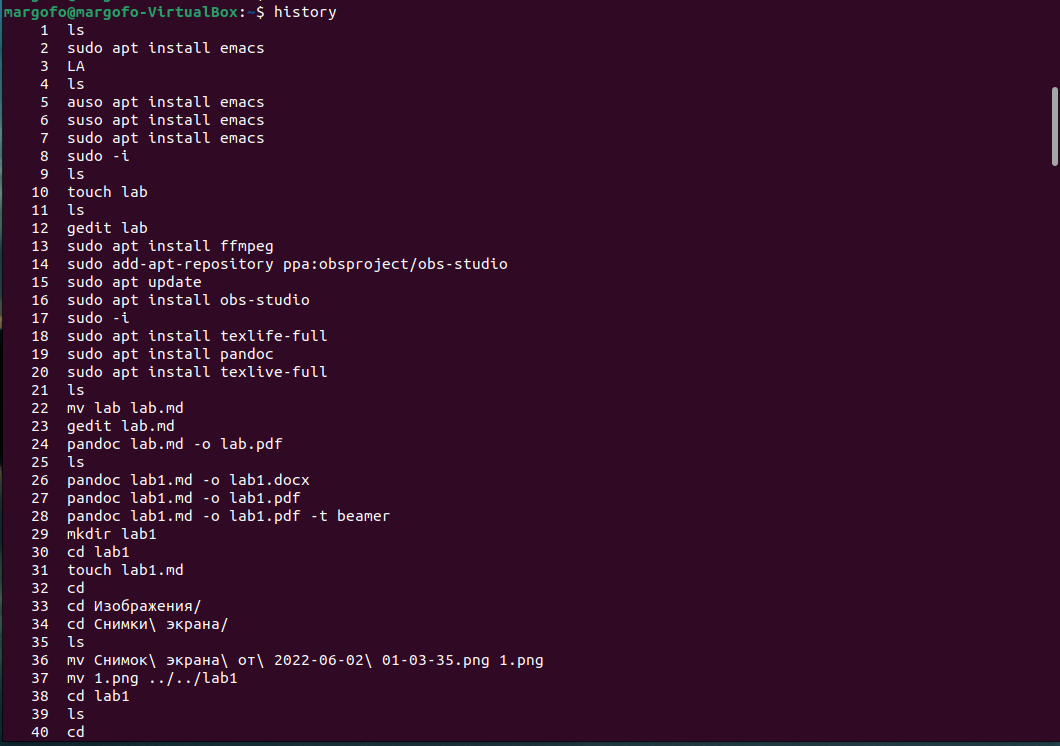 margofo@margofo-VirtualBox:~$ history
1 ls
2 sudo apt install emacs
3 LA
4 ls
5 auso apt install emacs
6 suso apt install emacs
7 sudo apt install emacs
8 sudo -i
9 ls
10 touch lab
11 ls
12 gedit lab
13 sudo apt install ffmpeg
14 sudo add-apt-repository ppa:obsproject/obs-studio
15 sudo apt update
16 sudo apt install obs-studio
17 sudo -i
18 sudo apt install texlife-full
19 sudo apt install pandoc
20 sudo apt install texlive-full
21 ls
22 mv lab lab.md
23 gedit lab.md
24 pandoc lab.md -o lab.pdf
25 ls
26 pandoc lab1.md -o lab1.docx
27 pandoc lab1.md -o lab1.pdf
28 pandoc lab1.md -o lab1.pdf -t beamer
29 mkdir lab1
30 cd lab1
31 touch lab1.md
32 cd
33 cd Изображения/
34 cd Снимки\ экрана/
35 ls
36 mv Снимок\ экрана\ от\ 2022-06-02\ 01-03-35.png 1.png
37 mv 1.png ../../lab1
38 cd lab1
39 ls
40 cd